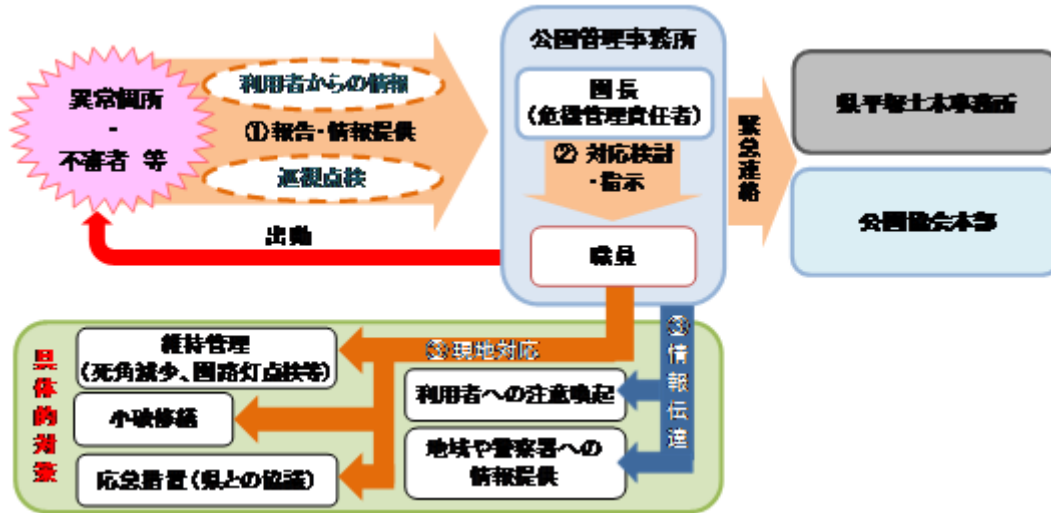 異常個所
・
不審者 等
利用者からの情報
①報告・情報提供
巡視点検
出動
公園管理事務所
園長
(危機管理責任者)
② 対応検討
・指示
職員
緊急連絡
県平塚土木事務所
公園協会本部
具体的対策
維持管理
(死角減少、園路灯点検等)
小破修繕
応急措置(県との協議)
③現地対応
利用者への注意喚起
地域や警察署への
情報提供
③情報伝達